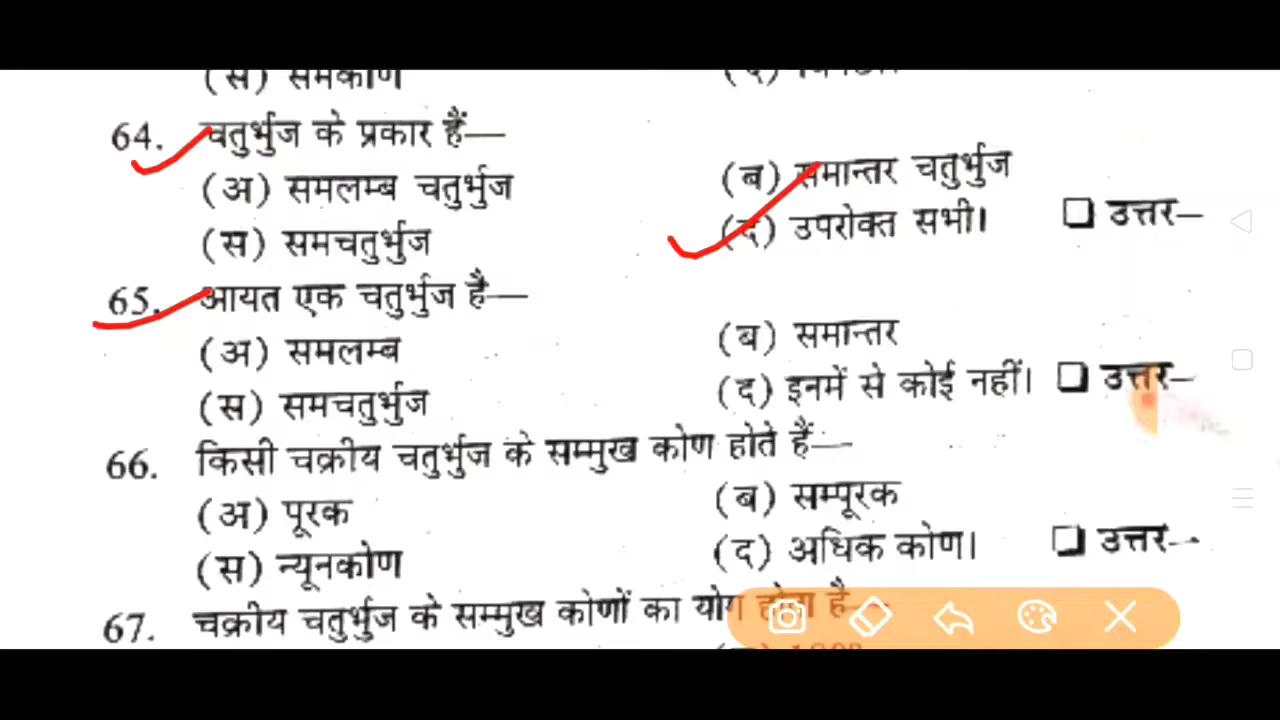 (स) समकोण
64. चतुर्भुज के प्रकार हैं—
(अ) समलम्ब चतुर्भुज (ब) समान्तर चतुर्भुज
(स) समचतुर्भुज (द) उपरोक्त सभी। ❑ उत्तर—
65. आयत एक चतुर्भुज है—
(अ) समलम्ब (ब) समान्तर
(स) समचतुर्भुज (द) इनमें से कोई नहीं। ❑ उत्तर—
66. किसी चक्रीय चतुर्भुज के सम्मुख कोण होते हैं—
(अ) पूरक (ब) सम्पूरक
(स) न्यूनकोण (द) अधिक कोण। ❑ उत्तर—
67. चक्रीय चतुर्भुज के सम्मुख कोणों का योग होता है—